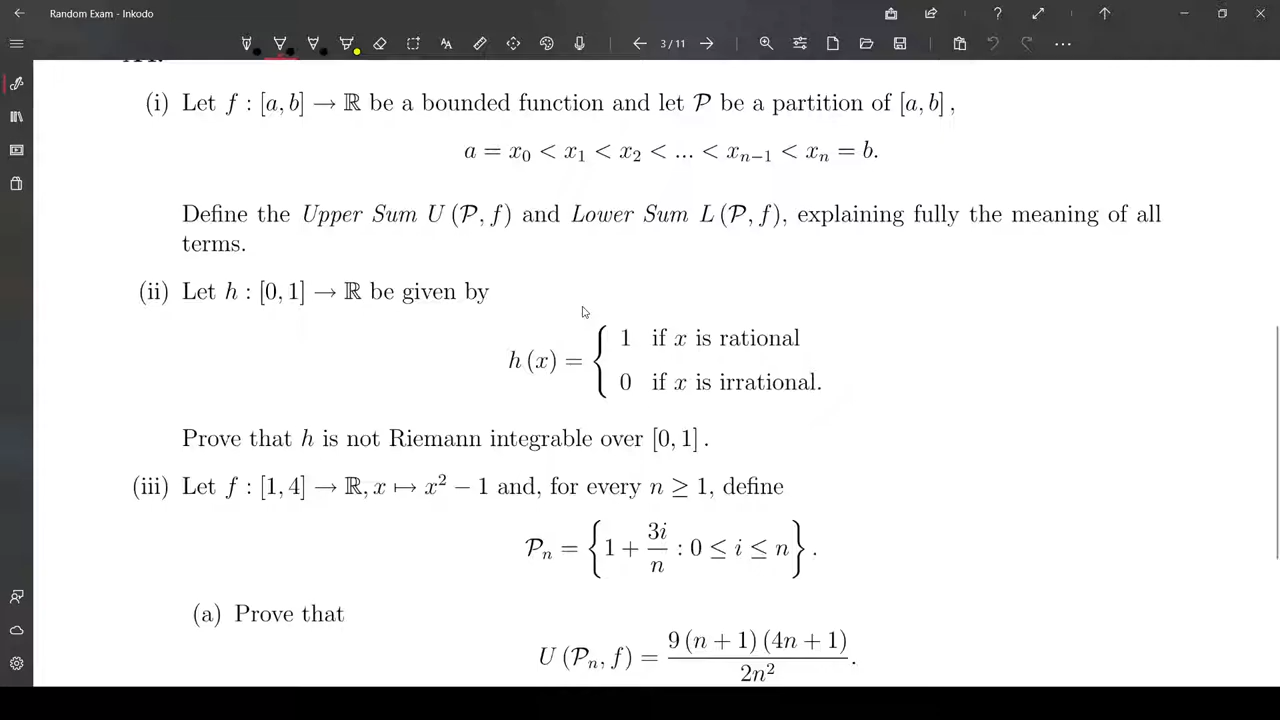 Random Exam - Inkodo
3 / 11
(i) Let f : [a, b] → ℝ be a bounded function and let 𝒫 be a partition of [a, b] ,
a = x₀ < x₁ < x₂ < ... < xₙ₋₁ < xₙ = b.
Define the Upper Sum U (𝒫, f) and Lower Sum L (𝒫, f), explaining fully the meaning of all
terms.
(ii) Let h : [0, 1] → ℝ be given by
h (x) = { 1 if x is rational
0 if x is irrational.
Prove that h is not Riemann integrable over [0, 1] .
(iii) Let f : [1, 4] → ℝ, x ↦ x² − 1 and, for every n ≥ 1, define
𝒫ₙ = { 1 + 3i/n : 0 ≤ i ≤ n } .
(a) Prove that
U (𝒫ₙ, f) = 9 (n + 1) (4n + 1) / 2n² .